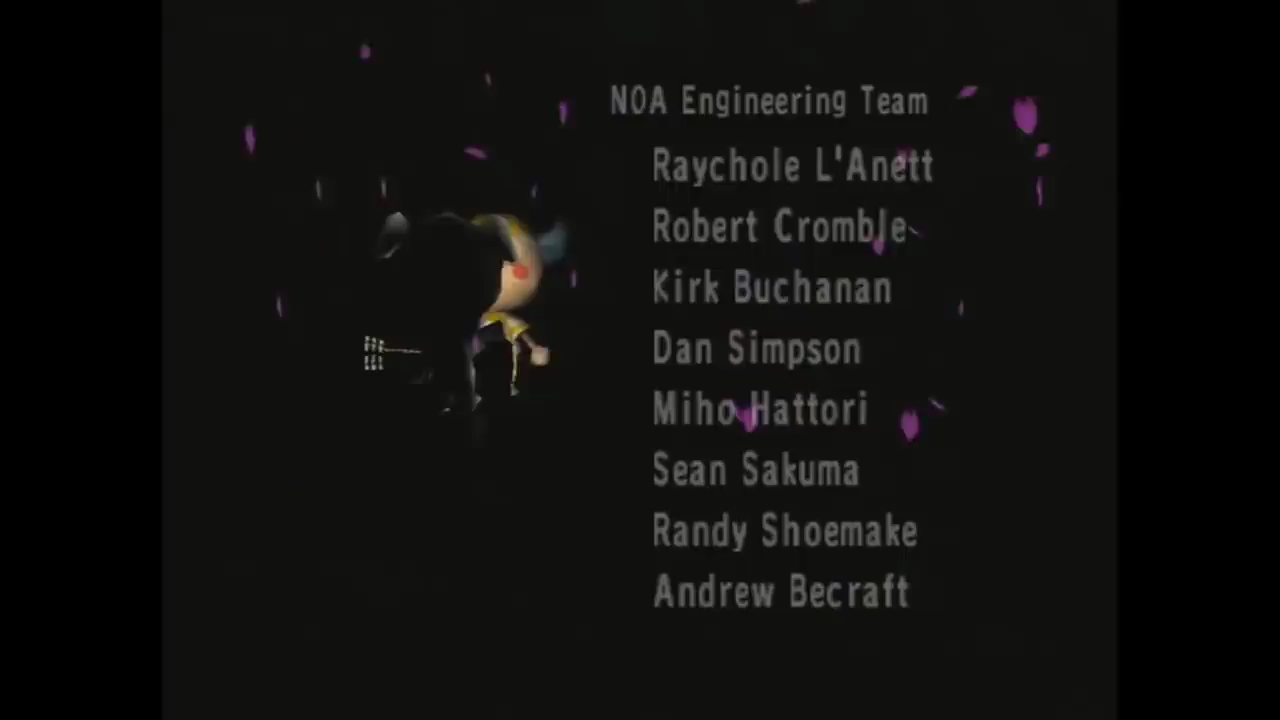 NOA Engineering Team
Raychole L'Anett
Robert Cromble
Kirk Buchanan
Dan Simpson
Miho Hattori
Sean Sakuma
Randy Shoemake
Andrew Becraft